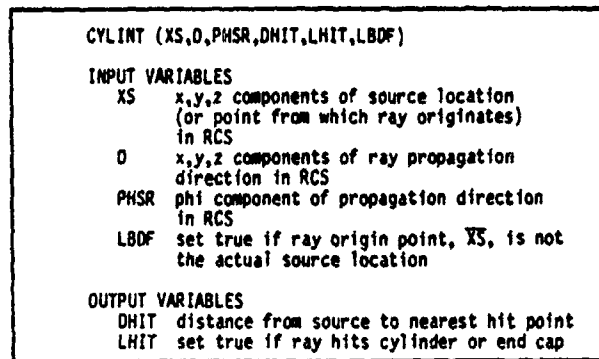 CYLINT (XS,D,PHSR,DHIT,LHIT,LBDF)
INPUT VARIABLES
XS x,y,z components of source location
(or point from which ray originates)
in RCS
D x,y,z components of ray propagation
direction in RCS
PHSR phi component of propagation direction
in RCS
LBDF set true if ray origin point, X̅S̅, is not
the actual source location
OUTPUT VARIABLES
DHIT distance from source to nearest hit point
LHIT set true if ray hits cylinder or end cap